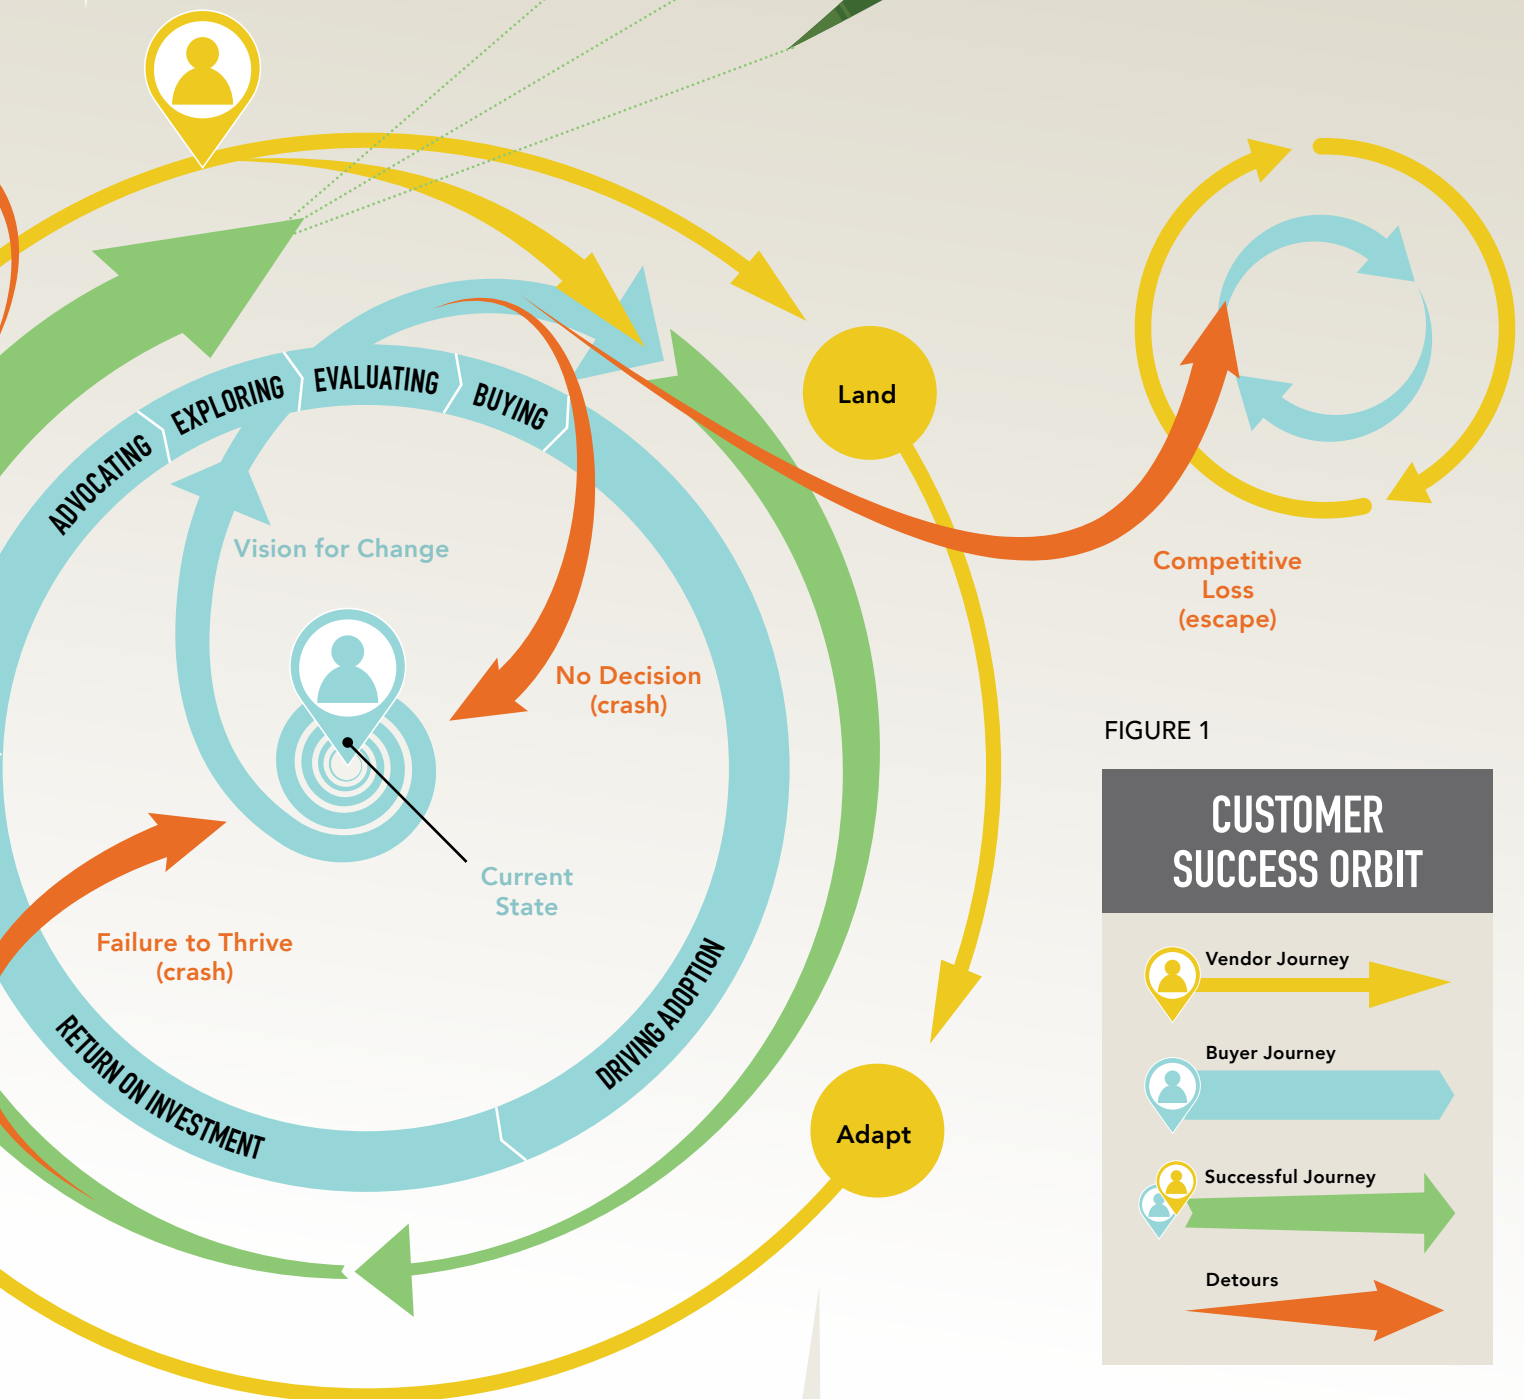 Land
ADVOCATING
EXPLORING
EVALUATING
BUYING
Vision for Change
Competitive
Loss
(escape)
No Decision
(crash)
Current
State
Failure to Thrive
(crash)
DRIVING ADOPTION
RETURN ON INVESTMENT
Adapt
FIGURE 1
CUSTOMER
SUCCESS ORBIT
Vendor Journey
Buyer Journey
Successful Journey
Detours